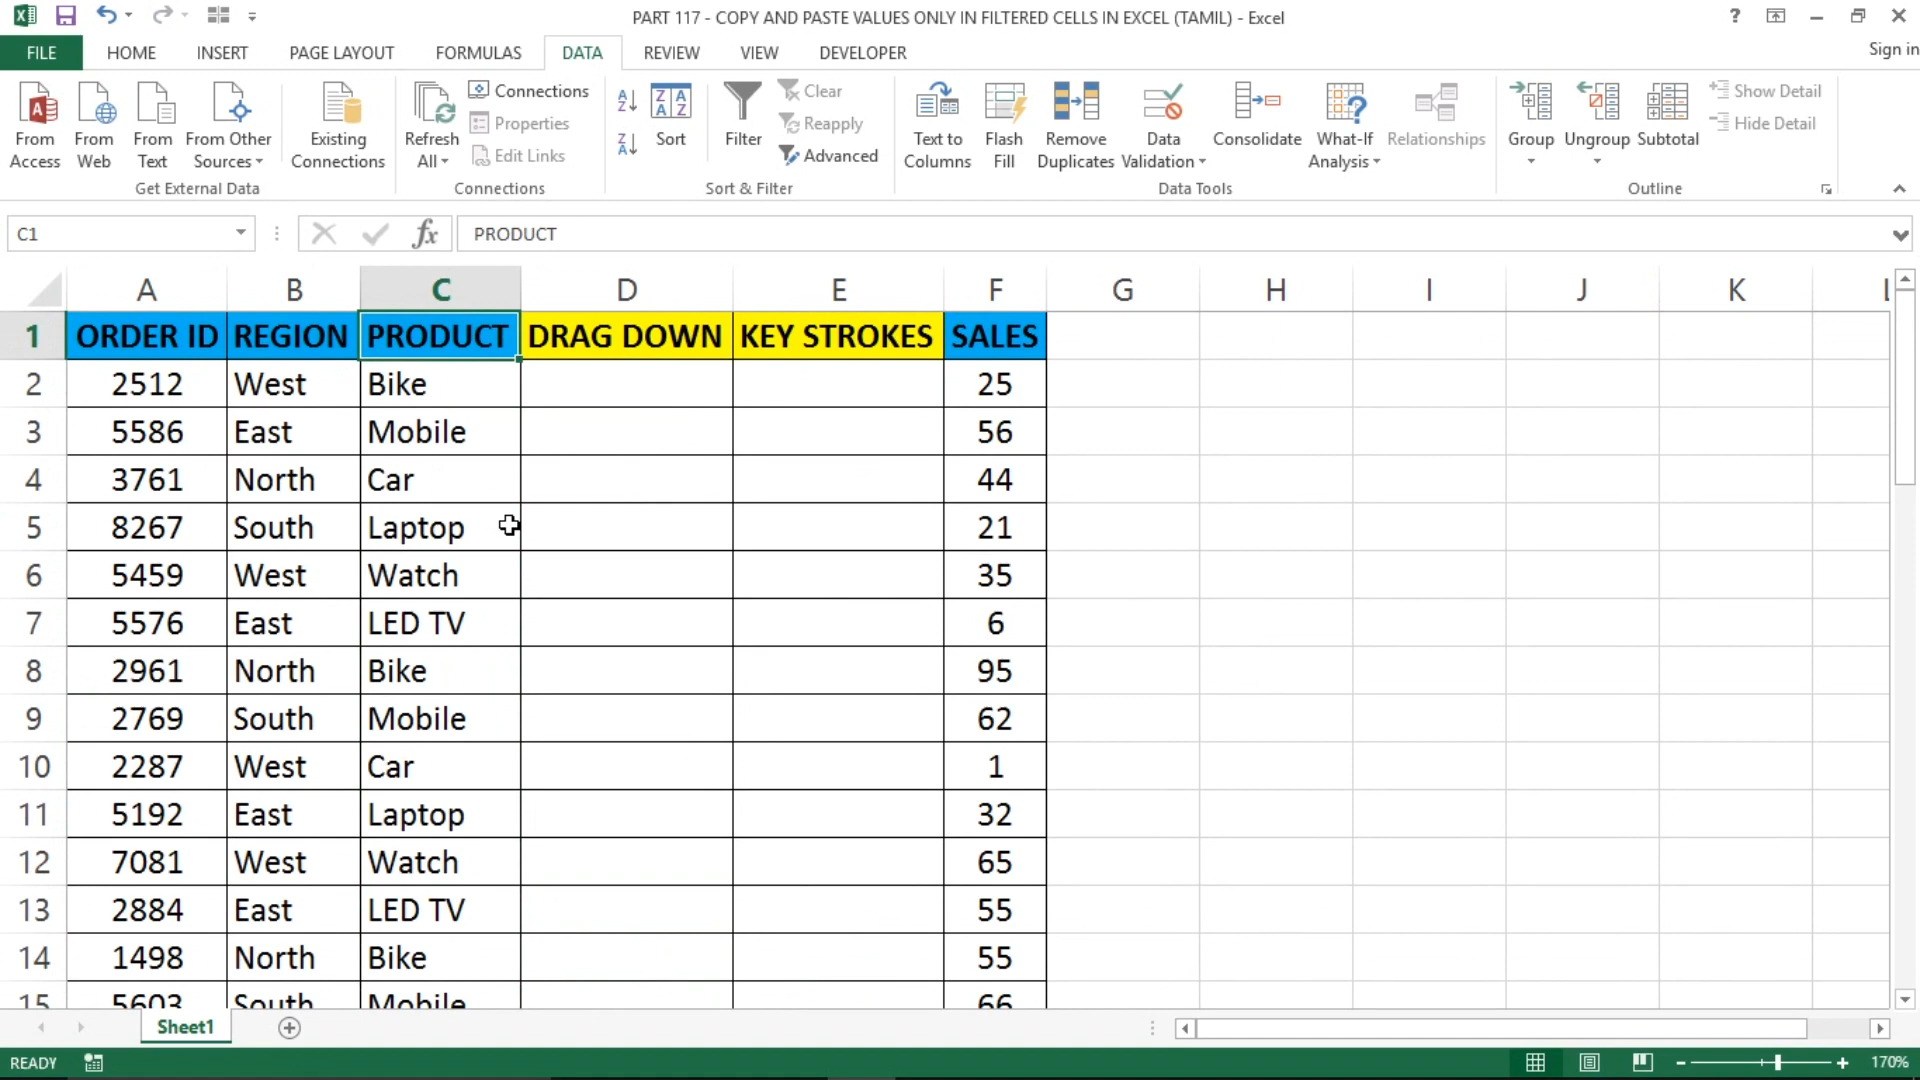 PART 117 - COPY AND PASTE VALUES ONLY IN FILTERED CELLS IN EXCEL (TAMIL) - Excel
FILE HOME INSERT PAGE LAYOUT FORMULAS DATA REVIEW VIEW DEVELOPER Sign in
From Access
From Web
From Text
From Other Sources
Existing Connections
Get External Data
Refresh All
Connections
Properties
Edit Links
Connections
Sort
Filter
Clear
Reapply
Advanced
Sort & Filter
Text to Columns
Flash Fill
Remove Duplicates
Data Validation
Consolidate
What-If Analysis
Relationships
Data Tools
Group
Ungroup
Subtotal
Show Detail
Hide Detail
Outline
C1 fx PRODUCT
A B C D E F G H I J K L
1 ORDER ID REGION PRODUCT DRAG DOWN KEY STROKES SALES
2 2512 West Bike 25
3 5586 East Mobile 56
4 3761 North Car 44
5 8267 South Laptop 21
6 5459 West Watch 35
7 5576 East LED TV 6
8 2961 North Bike 95
9 2769 South Mobile 62
10 2287 West Car 1
11 5192 East Laptop 32
12 7081 West Watch 65
13 2884 East LED TV 55
14 1498 North Bike 55
15 5603 South Mobile 66
Sheet1
READY 170%